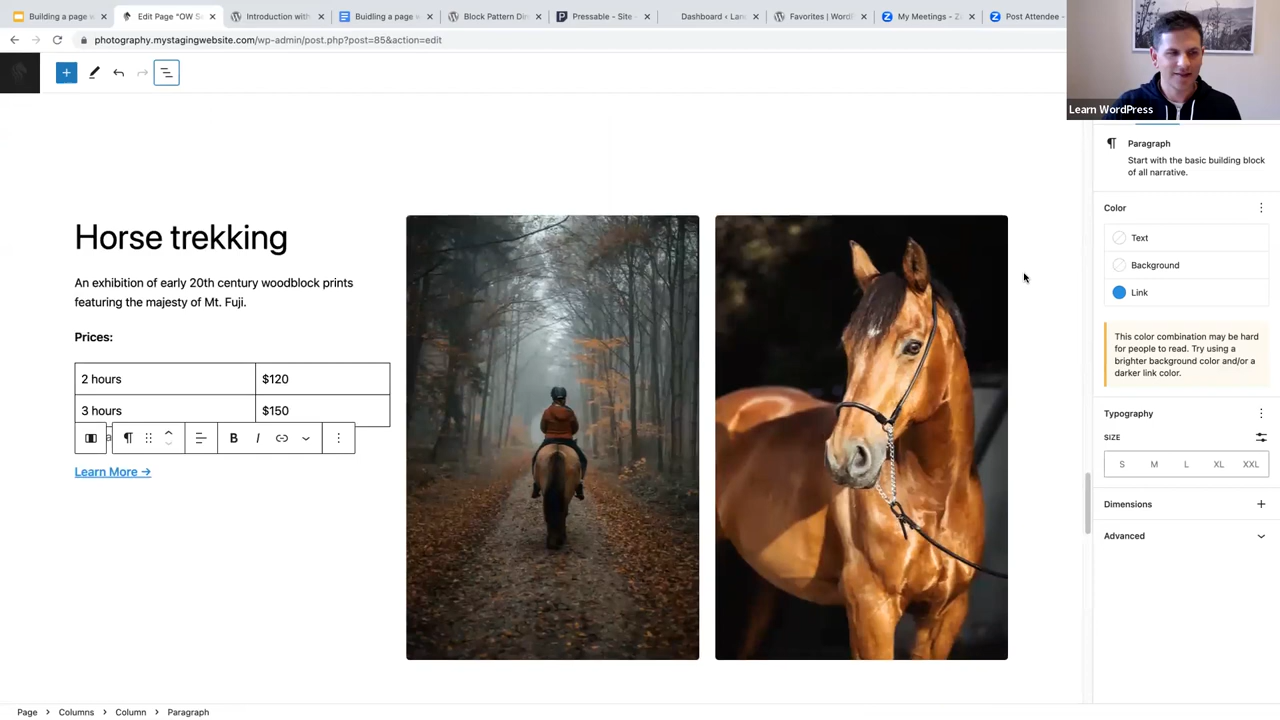 Building a page w
Edit Page "OW S
Introduction with
Buidling a page w
Block Pattern Dir
Pressable - Site
Dashboard ‹ Lan
Favorites | WordP
My Meetings - Z
Post Attendee -
photography.mystagingwebsite.com/wp-admin/post.php?post=85&action=edit
Learn WordPress
Paragraph
Start with the basic building block
of all narrative.
Color
Text
Background
Link
This color combination may be hard
for people to read. Try using a
brighter background color and/or a
darker link color.
Typography
SIZE
S M L XL XXL
Dimensions
Advanced
Horse trekking
An exhibition of early 20th century woodblock prints
featuring the majesty of Mt. Fuji.
Prices:
2 hours $120
3 hours $150
B I
Learn More →
Page > Columns > Column > Paragraph